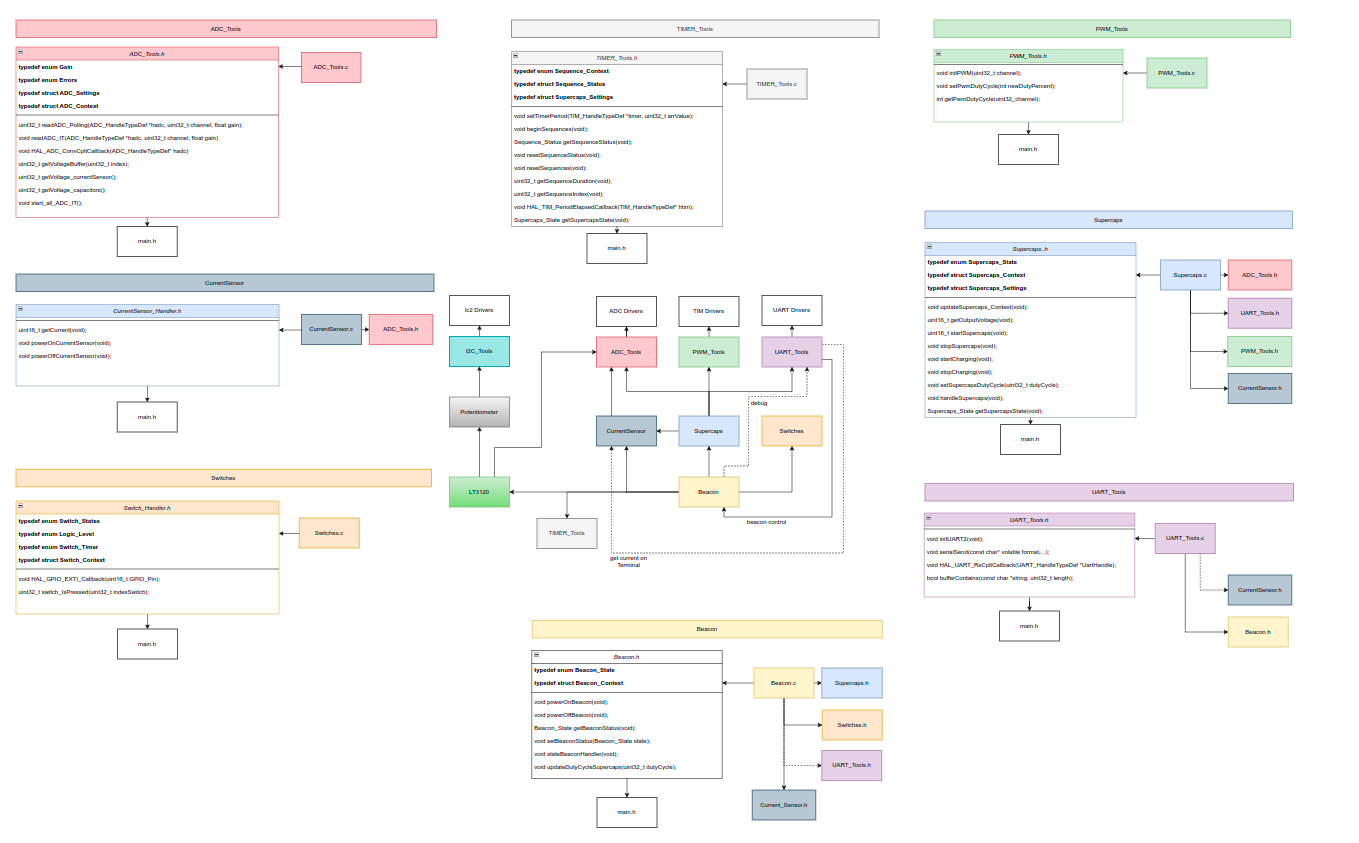 ADC_Tools
ADC_Tools.h
typedef enum Gain
typedef enum Errors
typedef struct ADC_Settings
typedef struct ADC_Context
uint32_t readADC_Polling(ADC_HandleTypeDef *hadc, uint32_t channel, float gain);
void readADC_IT(ADC_HandleTypeDef *hadc, uint32_t channel, float gain)
void HAL_ADC_ConvCpltCallback(ADC_HandleTypeDef* hadc)
uint32_t getVoltageBuffer(uint32_t index);
uint32_t getVoltage_currentSensor();
uint32_t getVoltage_capacitors();
void start_all_ADC_IT();
ADC_Tools.c
main.h
TIMER_Tools
TIMER_Tools.h
typedef enum Sequence_Context
typedef struct Sequence_Status
typedef struct Supercaps_Settings
void setTimerPeriod(TIM_HandleTypeDef *timer, uint32_t arrValue);
void beginSequences(void);
Sequence_Status getSequenceStatus(void);
void resetSequenceStatus(void);
void resetSequences(void);
uint32_t getSequenceDuration(void);
uint32_t getSequenceIndex(void);
void HAL_TIM_PeriodElapsedCallback(TIM_HandleTypeDef* htim);
Supercaps_State getSupercapsState(void);
TIMER_Tools.c
main.h
PWM_Tools
PWM_Tools.h
void initPWM(uint32_t channel);
void setPwmDutyCycle(int newDutyPercent);
int getPwmDutyCycle(uint32_channel);
PWM_Tools.c
main.h
Supercaps
Supercaps .h
typedef enum Supercaps_State
typedef struct Supercaps_Context
typedef struct Supercaps_Settings
void updateSupercaps_Context(void);
uint16_t getOutputVoltage(void);
uint16_t startSupercaps(void);
void stopSupercaps(void);
void startCharging(void);
void stopCharging(void);
void setSupercapsDutyCycle(uint32_t dutyCycle);
void handleSupercaps(void);
Supercaps_State getSupercapsState(void);
Supercaps.c
ADC_Tools.h
UART_Tools.h
PWM_Tools.h
CurrentSensor.h
main.h
CurrentSensor
CurrentSensor_Handler.h
uint16_t getCurrent(void);
void powerOnCurrentSensor(void);
void powerOffCurrentSensor(void);
CurrentSensor.c
ADC_Tools.h
main.h
Ic2 Drivers
ADC Drivers
TIM Drivers
UART Drivers
I2C_Tools
ADC_Tools
PWM_Tools
UART_Tools
Potentiometer
debug
CurrentSensor
Supercaps
Switches
LT3120
Beacon
TIMER_Tools
beacon control
get current on
Terminal
Switches
Switch_Handler.h
typedef enum Switch_States
typedef enum Logic_Level
typedef enum Switch_Timer
typedef struct Switch_Context
void HAL_GPIO_EXTI_Callback(uint16_t GPIO_Pin);
uint32_t switch_IsPressed(uint32_t indexSwitch);
Switches.c
main.h
UART_Tools
UART_Tools.h
void initUART2(void);
void serialSend(const char* volatile format,...);
void HAL_UART_RxCpltCallback(UART_HandleTypeDef *UartHandle);
bool bufferContains(const char *string, uint32_t length);
UART_Tools.c
CurrentSensor.h
Beacon.h
main.h
Beacon
Beacon.h
typedef enum Beacon_State
typedef struct Beacon_Context
void powerOnBeacon(void);
void powerOffBeacon(void);
Beacon_State getBeaconStatus(void);
void setBeaconStatus(Beacon_State state);
void stateBeaconHandler(void);
void updateDutyCycleSupercaps(uint32_t dutyCycle);
Beacon.c
Supercaps.h
Switches.h
UART_Tools.h
Current_Sensor.h
main.h